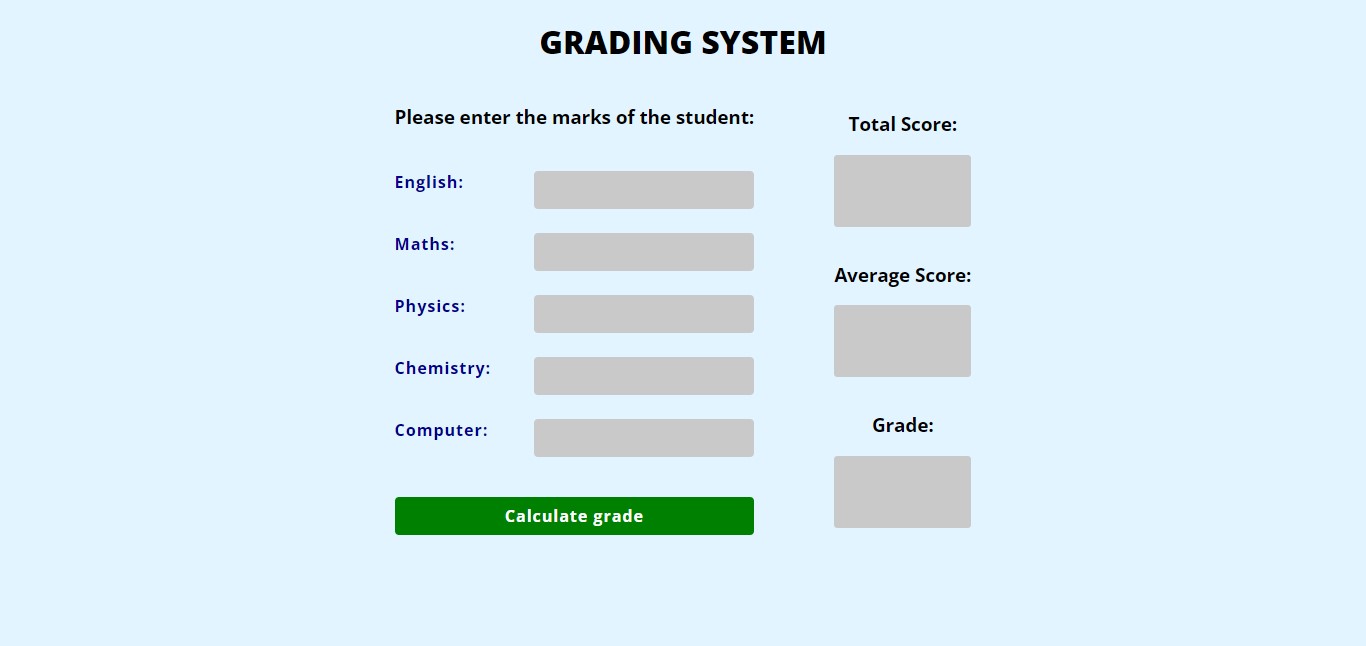 GRADING SYSTEM
Please enter the marks of the student:
English:
Maths:
Physics:
Chemistry:
Computer:
Calculate grade
Total Score:
Average Score:
Grade: